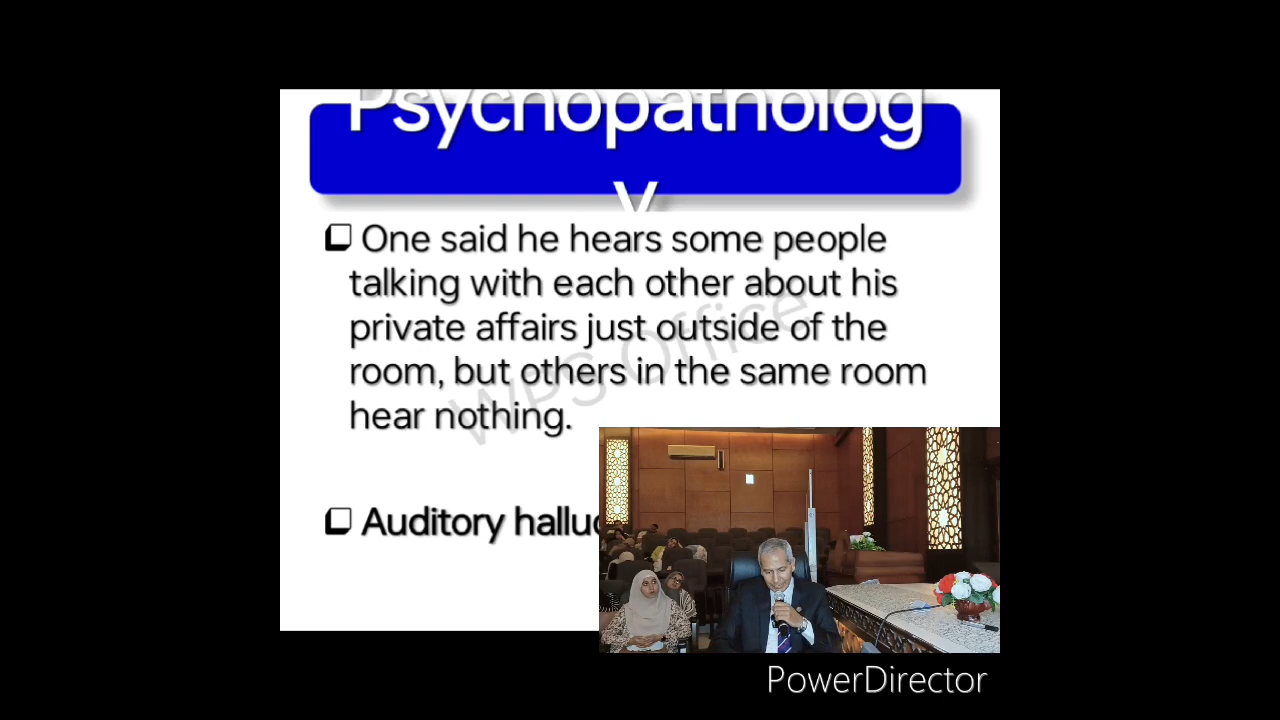 Psychopatholog
y
One said he hears some people
talking with each other about his
private affairs just outside of the
room, but others in the same room
hear nothing.
WPS Office
Auditory halluc
PowerDirector